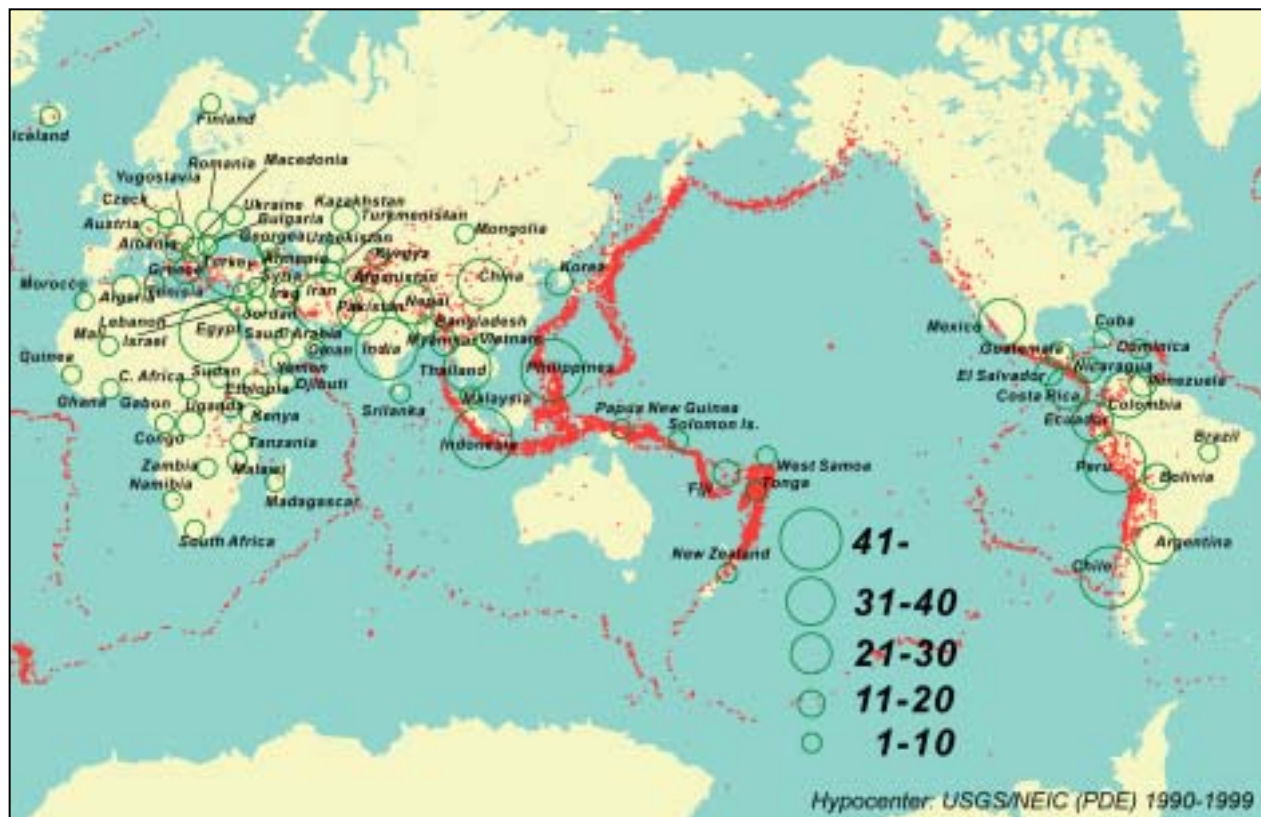 Iceland
Finland
Romania
Macedonia
Yugoslavia
Czeck
Ukraine
Kazakhstan
Bulgaria
Turkmenistan
Austria
Georgea
Uzbekistan
Mongolia
Albania
Armenia
Kyrgys
Greece
Turkey
Syria
Afganistan
China
Korea
Morocco
Algeria
Tunisia
Iraq
Iran
Pakistan
Nepal
Lebanon
Jordan
Bangladesh
Mali
Israel
Egypt
Saudi Arabia
Oman
India
Myanmar
Vietnam
Guinea
C. Africa
Sudan
Yemen
Thailand
Philippines
Ghana
Gabon
Ethiopia
Djibuti
Uganda
Srilanka
Malaysia
Kenya
Papua New Guinea
Congo
Solomon Is.
Tanzania
Indonesia
Zambia
Malawi
West Samoa
Namibia
Madagascar
Fiji
Tonga
South Africa
New Zealand
Mexico
Cuba
Guatemala
Dominica
El Salvador
Nicaragua
Venezuela
Costa Rica
Colombia
Ecuador
Brazil
Peru
Bolivia
Argentina
Chile
41-
31-40
21-30
11-20
1-10
Hypocenter: USGS/NEIC (PDE) 1990-1999